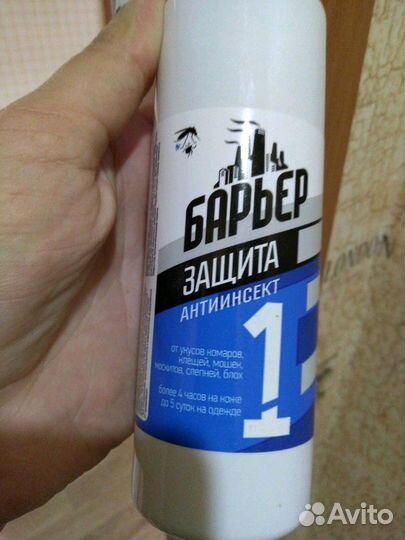 БАРЬЕР
ЗАЩИТА
АНТИИНСЕКТ
от укусов комаров,
клещей, мошек,
москитов, слепней, блох
более 4 часов на коже
до 5 суток на одежде
1
LONDON
Avito